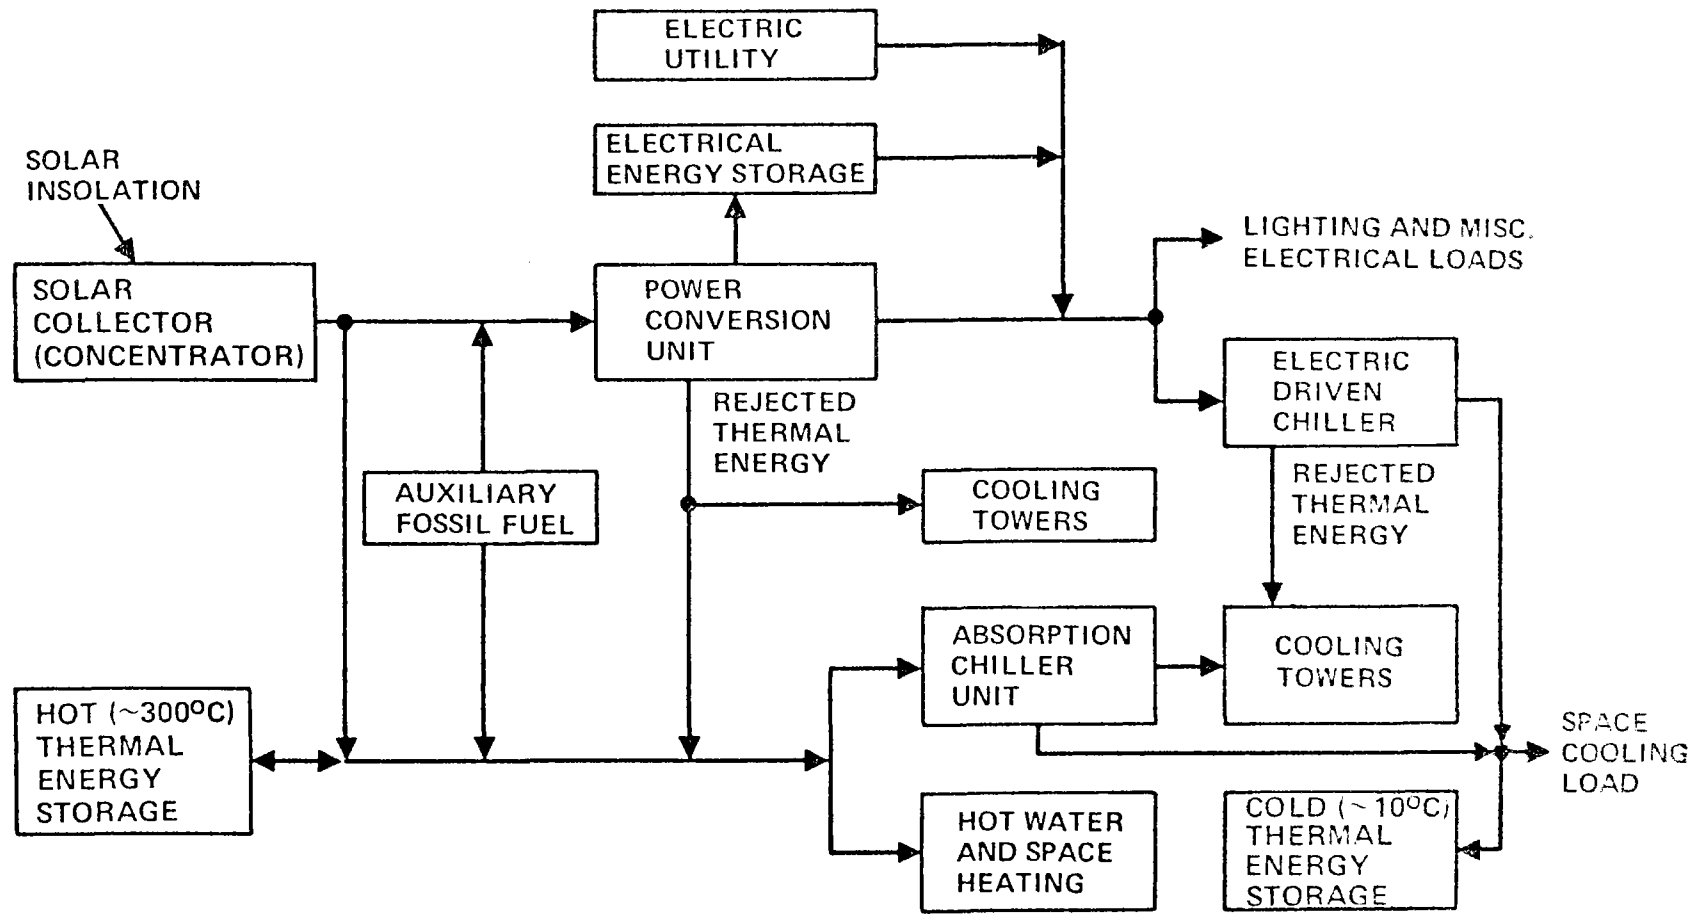 ELECTRIC
UTILITY
ELECTRICAL
ENERGY STORAGE
SOLAR
INSOLATION
LIGHTING AND MISC.
ELECTRICAL LOADS
SOLAR
COLLECTOR
(CONCENTRATOR)
POWER
CONVERSION
UNIT
ELECTRIC
DRIVEN
CHILLER
REJECTED
THERMAL
ENERGY
AUXILIARY
FOSSIL FUEL
COOLING
TOWERS
REJECTED
THERMAL
ENERGY
ABSORPTION
CHILLER
UNIT
COOLING
TOWERS
HOT (~300ºC)
THERMAL
ENERGY
STORAGE
SPACE
COOLING
LOAD
HOT WATER
AND SPACE
HEATING
COLD (~10ºC)
THERMAL
ENERGY
STORAGE